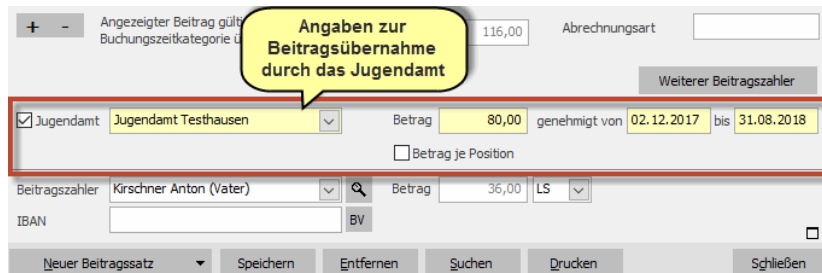 + - Angezeigter Beitrag gülti
Buchungszeitkategorie ü
Angaben zur
Beitragsübernahme
durch das Jugendamt
116,00 Abrechnungsart
Weiterer Beitragszahler
Jugendamt Jugendamt Testhausen Betrag 80,00 genehmigt von 02.12.2017 bis 31.08.2018
Betrag je Position
Beitragszahler Kirschner Anton (Vater) Betrag 36,00 LS
IBAN BV
Neuer Beitragssatz Speichern Entfernen Suchen Drucken Schließen